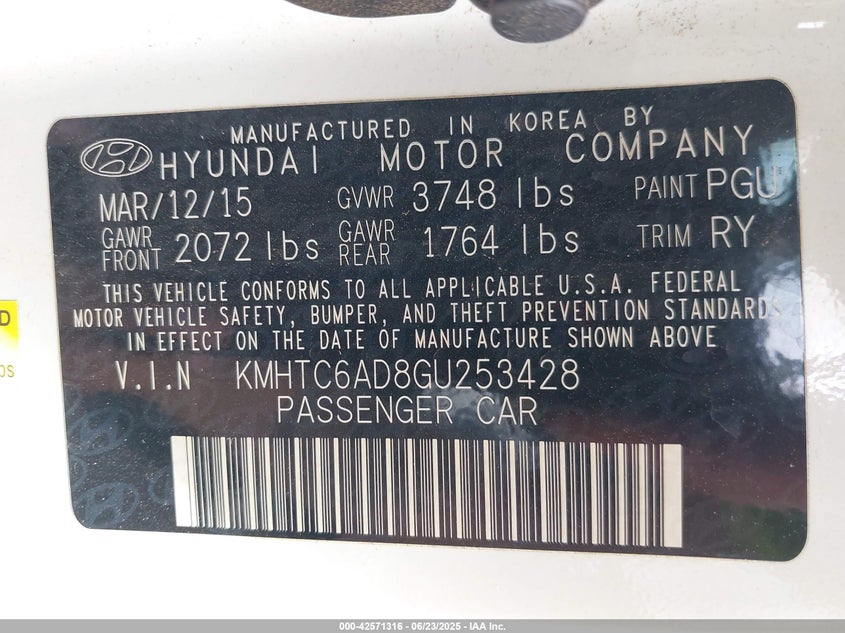 MANUFACTURED IN KOREA BY
HYUNDAI MOTOR COMPANY
MAR/12/15 GVWR 3748 lbs PAINT PGU
GAWR FRONT 2072 lbs GAWR REAR 1764 lbs TRIM RY
THIS VEHICLE CONFORMS TO ALL APPLICABLE U.S.A. FEDERAL
MOTOR VEHICLE SAFETY, BUMPER, AND THEFT PREVENTION STANDARDS
IN EFFECT ON THE DATE OF MANUFACTURE SHOWN ABOVE
V.I.N KMHTC6AD8GU253428
PASSENGER CAR
000-42571316 - 06/23/2025 - IAA Inc.